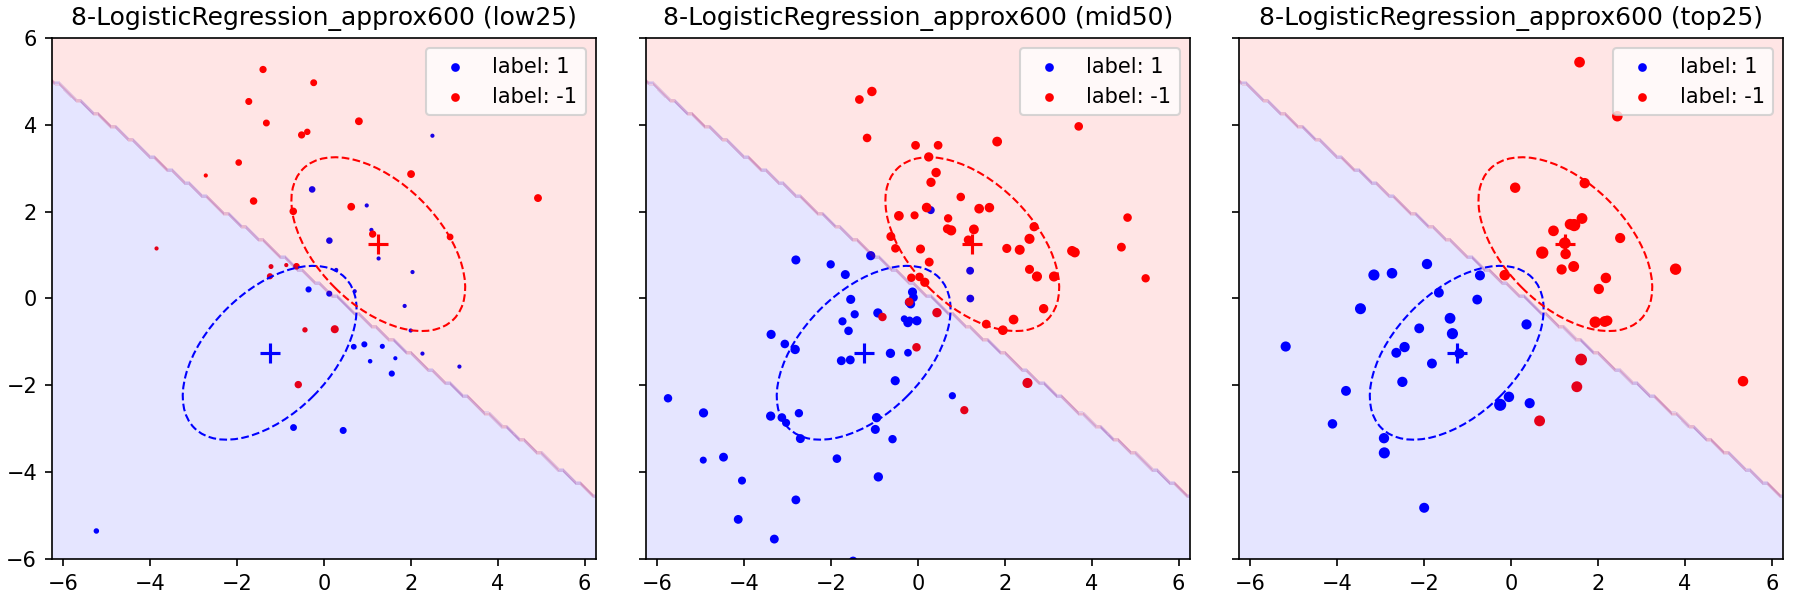 8-LogisticRegression_approx600 (low25)
label: 1
label: -1
6
4
2
0
−2
−4
−6
−6 −4 −2 0 2 4 6
8-LogisticRegression_approx600 (mid50)
label: 1
label: -1
−6 −4 −2 0 2 4 6
8-LogisticRegression_approx600 (top25)
label: 1
label: -1
−6 −4 −2 0 2 4 6